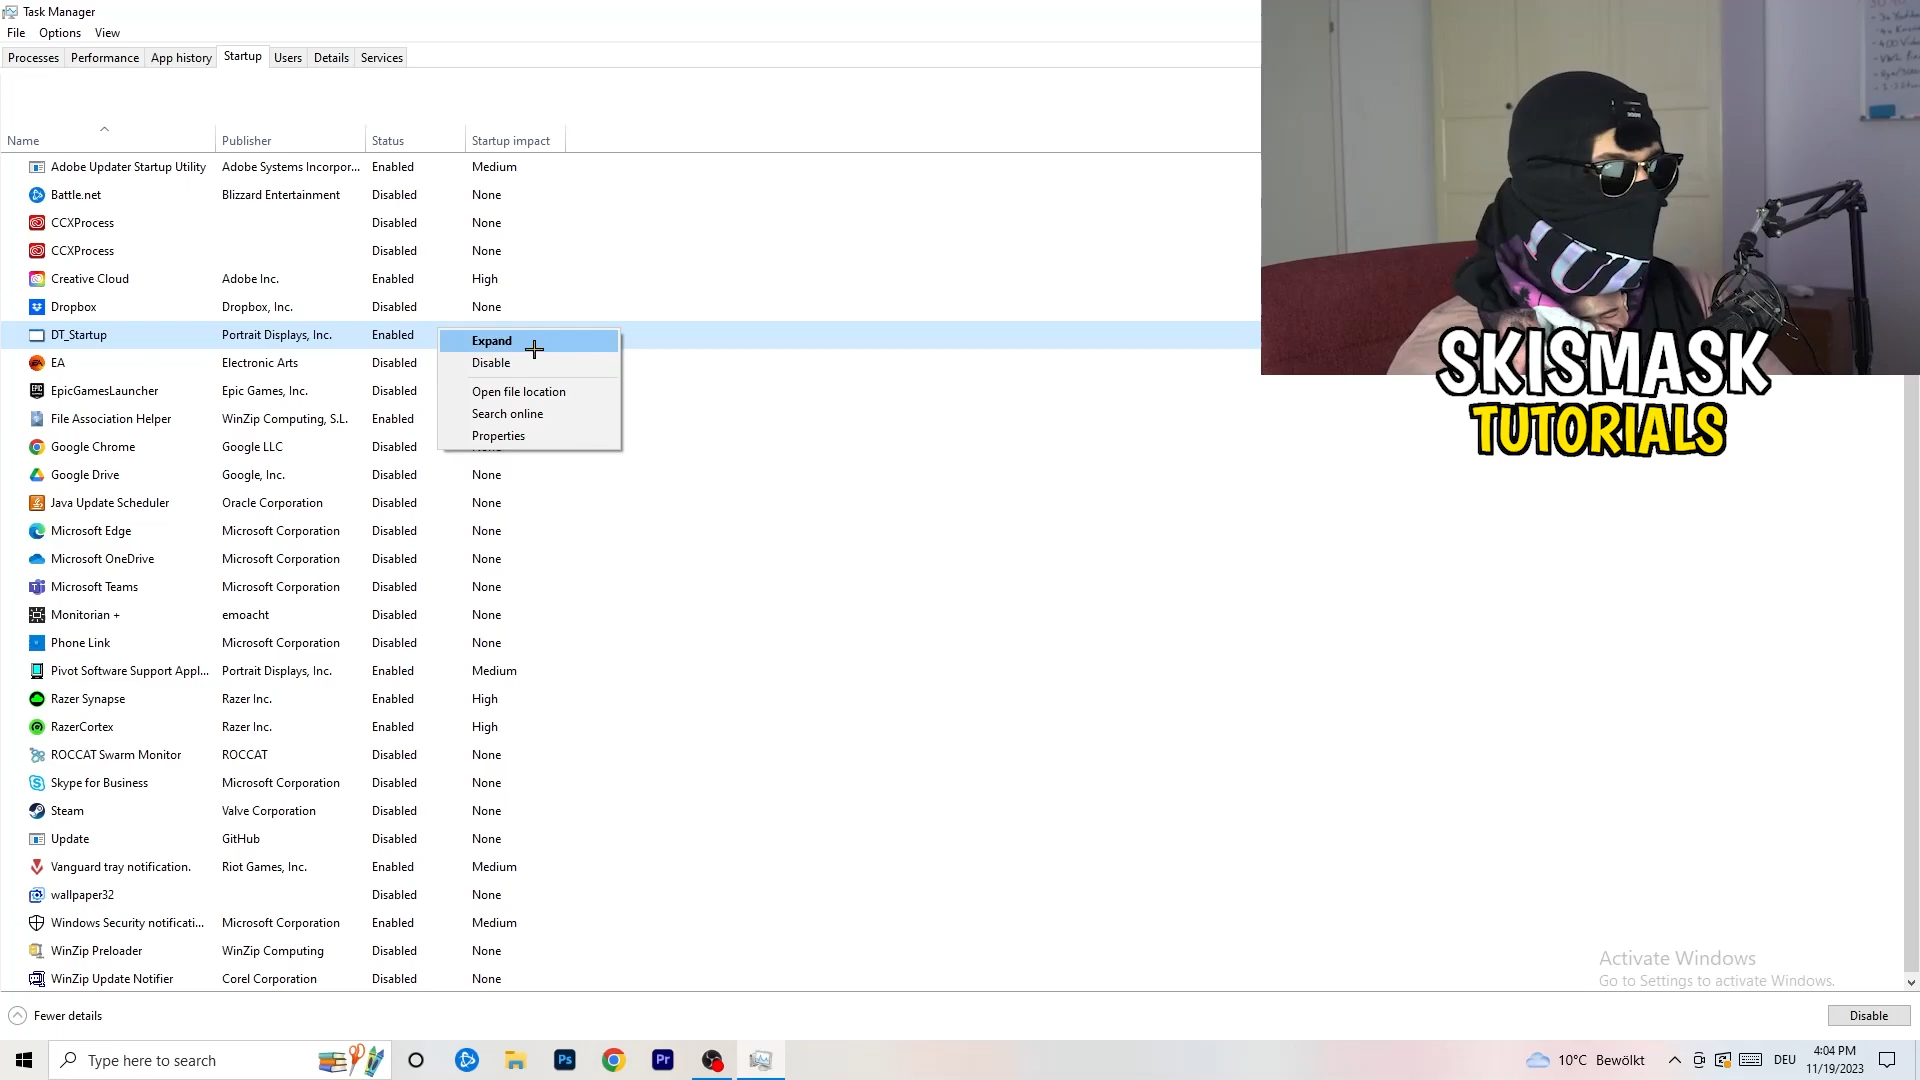 Task Manager
File Options View
Processes Performance App history Startup Users Details Services
Name Publisher Status Startup impact
Adobe Updater Startup Utility Adobe Systems Incorpor... Enabled Medium
Battle.net Blizzard Entertainment Disabled None
CCXProcess Disabled None
CCXProcess Disabled None
Creative Cloud Adobe Inc. Enabled High
Dropbox Dropbox, Inc. Disabled None
DT_Startup Portrait Displays, Inc. Enabled
EA Electronic Arts Disabled
EpicGamesLauncher Epic Games, Inc. Disabled
File Association Helper WinZip Computing, S.L. Enabled
Google Chrome Google LLC Disabled
Google Drive Google, Inc. Disabled None
Java Update Scheduler Oracle Corporation Disabled None
Microsoft Edge Microsoft Corporation Disabled None
Microsoft OneDrive Microsoft Corporation Disabled None
Microsoft Teams Microsoft Corporation Disabled None
Monitorian + emoacht Disabled None
Phone Link Microsoft Corporation Disabled None
Pivot Software Support Appl... Portrait Displays, Inc. Enabled Medium
Razer Synapse Razer Inc. Enabled High
RazerCortex Razer Inc. Enabled High
ROCCAT Swarm Monitor ROCCAT Disabled None
Skype for Business Microsoft Corporation Disabled None
Steam Valve Corporation Disabled None
Update GitHub Disabled None
Vanguard tray notification. Riot Games, Inc. Enabled Medium
wallpaper32 Disabled None
Windows Security notificati... Microsoft Corporation Enabled Medium
WinZip Preloader WinZip Computing Disabled None
WinZip Update Notifier Corel Corporation Disabled None
Expand
Disable
Open file location
Search online
Properties
SKISMASK
TUTORIALS
Activate Windows
Go to Settings to activate Windows.
Fewer details
Disable
Type here to search
Ps
Pr
10°C Bewölkt
DEU
4:04 PM
11/19/2023